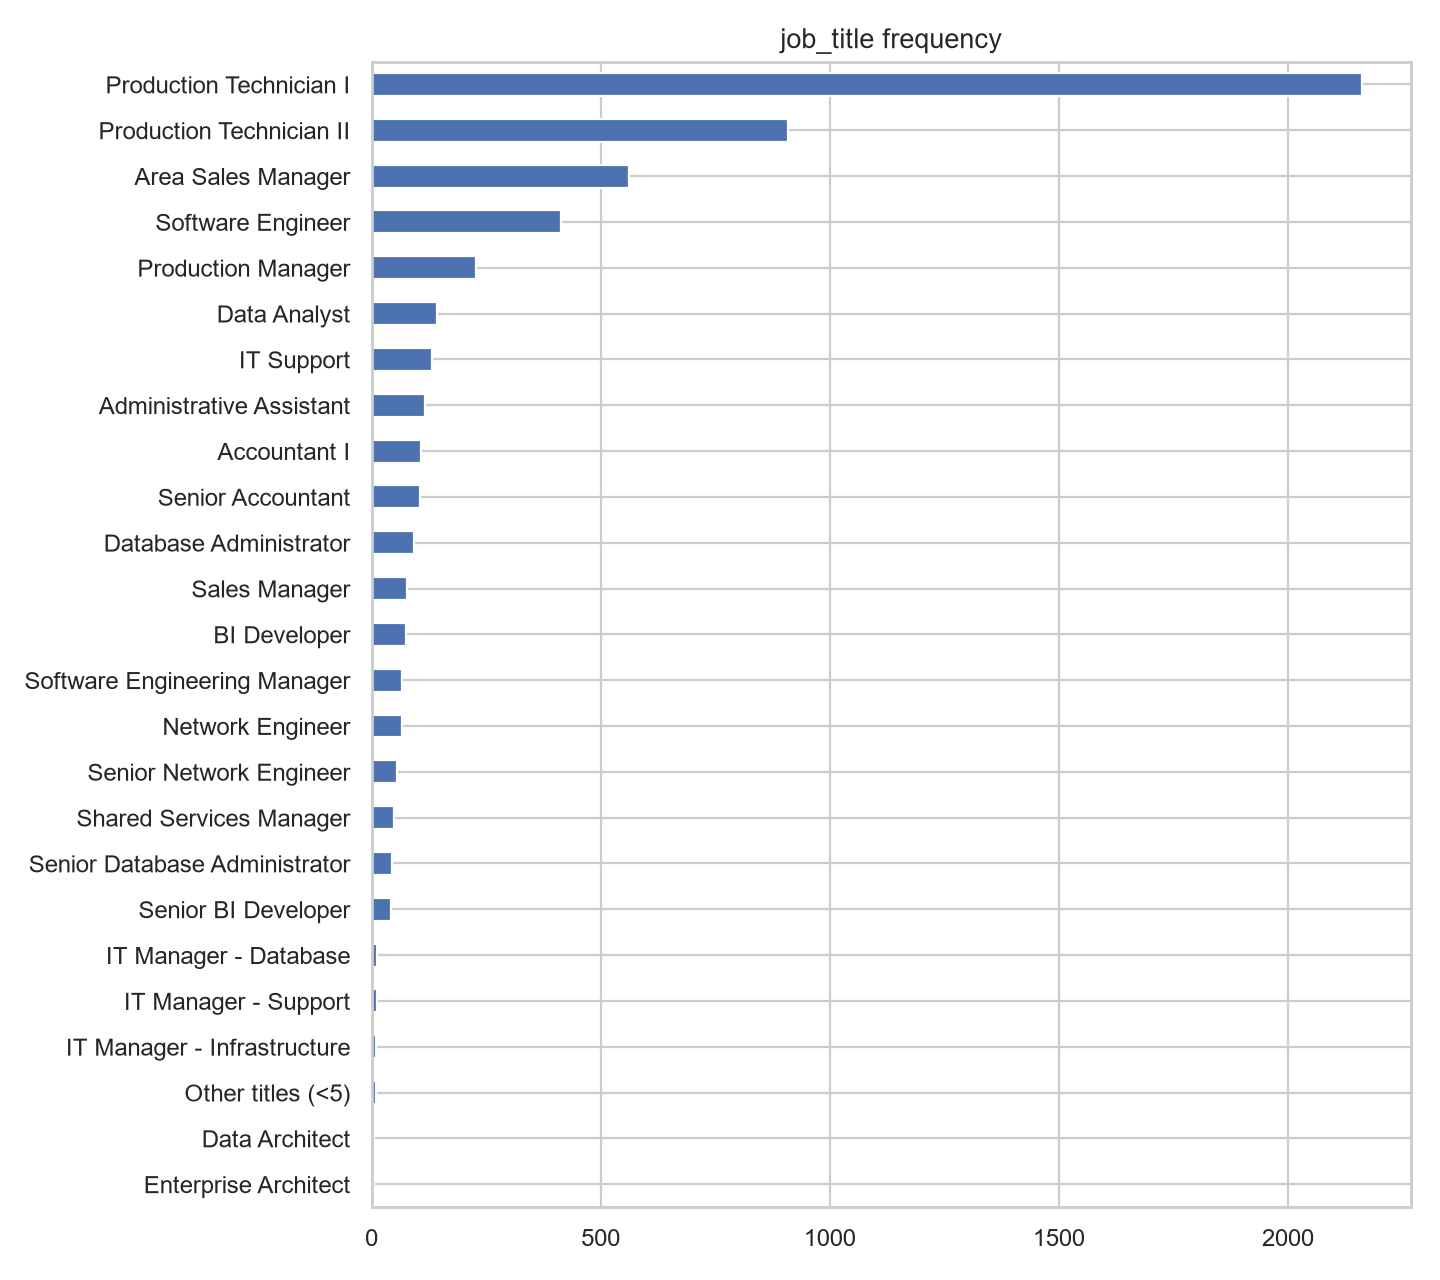 job_title frequency
Production Technician I
Production Technician II
Area Sales Manager
Software Engineer
Production Manager
Data Analyst
IT Support
Administrative Assistant
Accountant I
Senior Accountant
Database Administrator
Sales Manager
BI Developer
Software Engineering Manager
Network Engineer
Senior Network Engineer
Shared Services Manager
Senior Database Administrator
Senior BI Developer
IT Manager - Database
IT Manager - Support
IT Manager - Infrastructure
Other titles (<5)
Data Architect
Enterprise Architect
0 500 1000 1500 2000